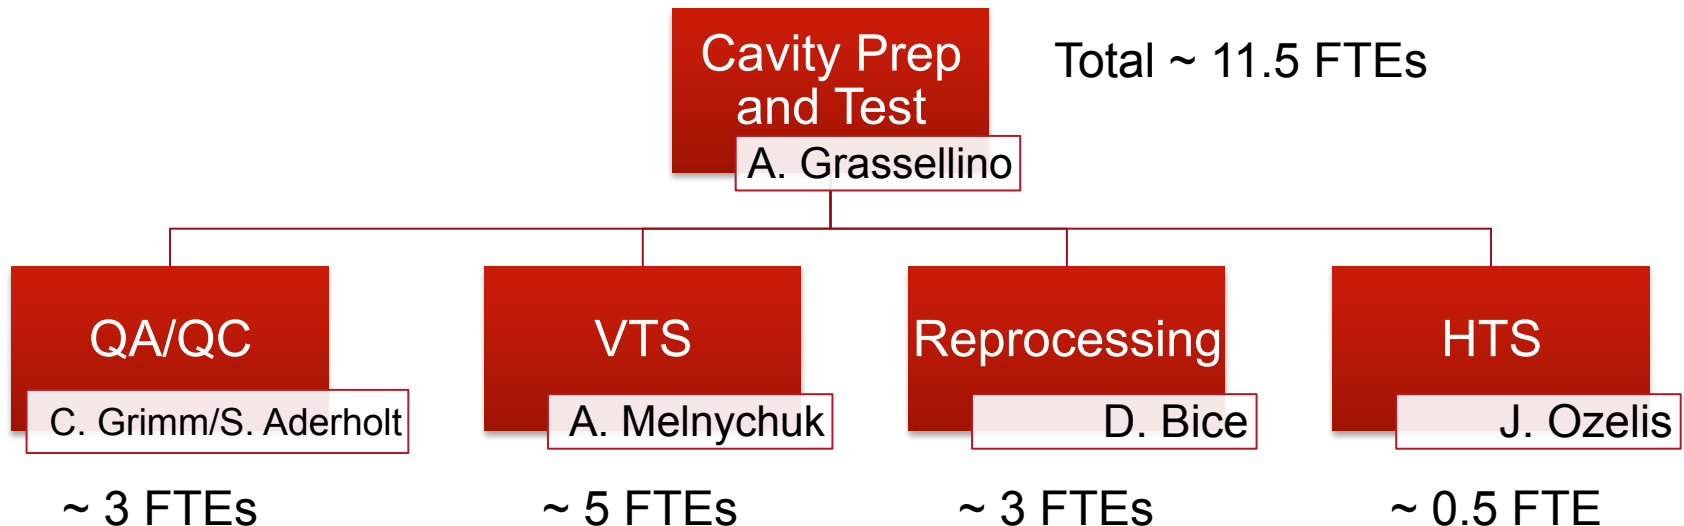 Cavity Prep
and Test
A. Grassellino
Total ~ 11.5 FTEs
QA/QC
C. Grimm/S. Aderholt
~ 3 FTEs
VTS
A. Melnychuk
~ 5 FTEs
Reprocessing
D. Bice
~ 3 FTEs
HTS
J. Ozelis
~ 0.5 FTE